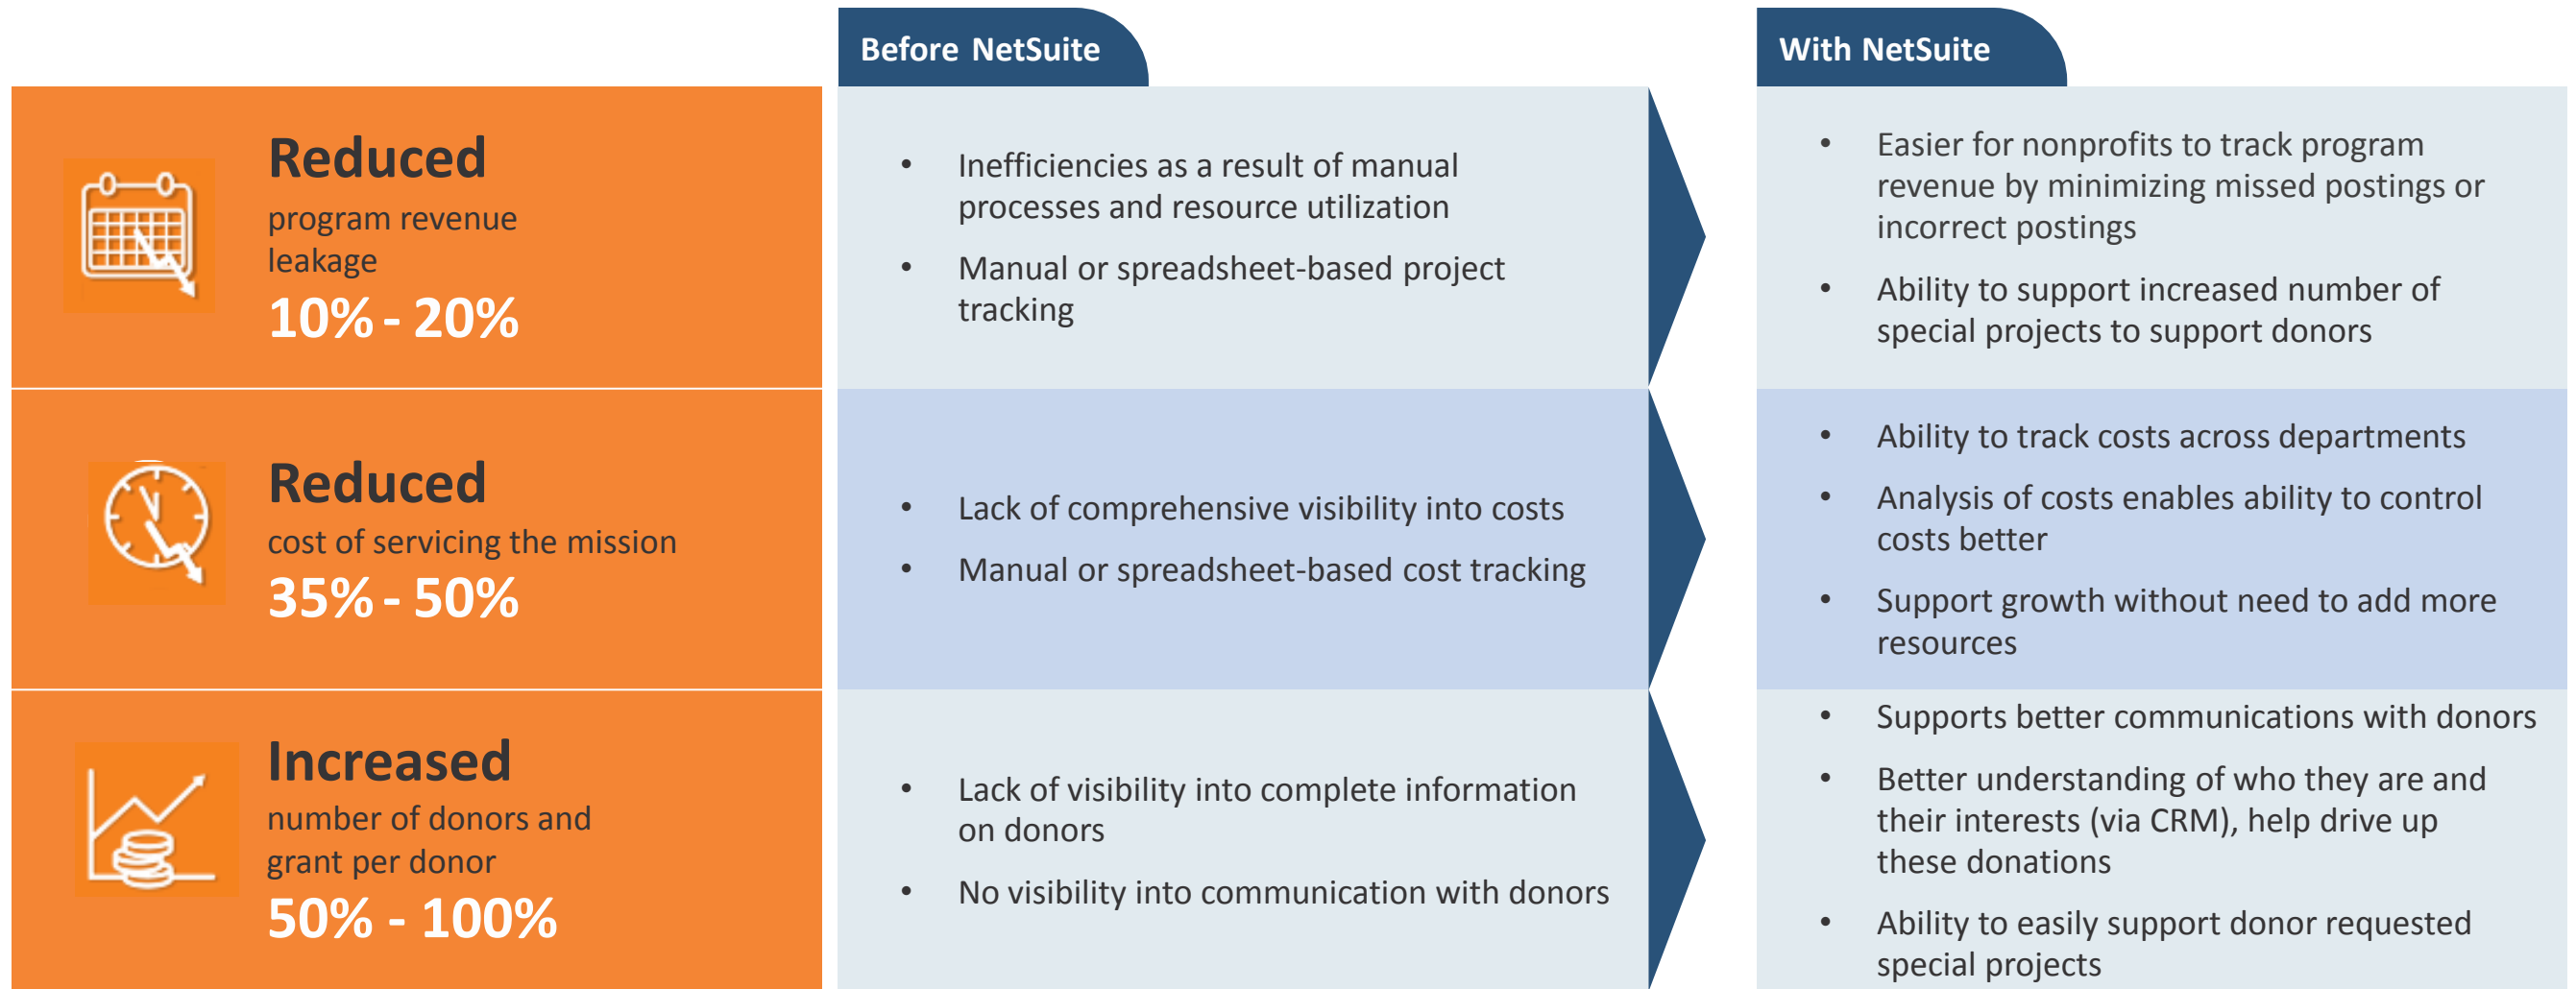 Before NetSuite
With NetSuite
Reduced
program revenue
leakage
10% - 20%
• Inefficiencies as a result of manual
processes and resource utilization
• Manual or spreadsheet-based project
tracking
• Easier for nonprofits to track program
revenue by minimizing missed postings or
incorrect postings
• Ability to support increased number of
special projects to support donors
Reduced
cost of servicing the mission
35% - 50%
• Lack of comprehensive visibility into costs
• Manual or spreadsheet-based cost tracking
• Ability to track costs across departments
• Analysis of costs enables ability to control
costs better
• Support growth without need to add more
resources
Increased
number of donors and
grant per donor
50% - 100%
• Lack of visibility into complete information
on donors
• No visibility into communication with donors
• Supports better communications with donors
• Better understanding of who they are and
their interests (via CRM), help drive up
these donations
• Ability to easily support donor requested
special projects